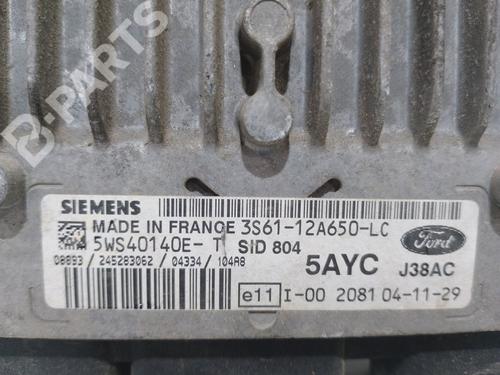 B-PARTS
SIEMENS
MADE IN FRANCE 3S61-12A650-LC
5WS40140E-T SID 804
Ford
08893 / 245283062 / 04334 / 104A8
5AYC J38AC
e11 I-00 2081 04-11-29